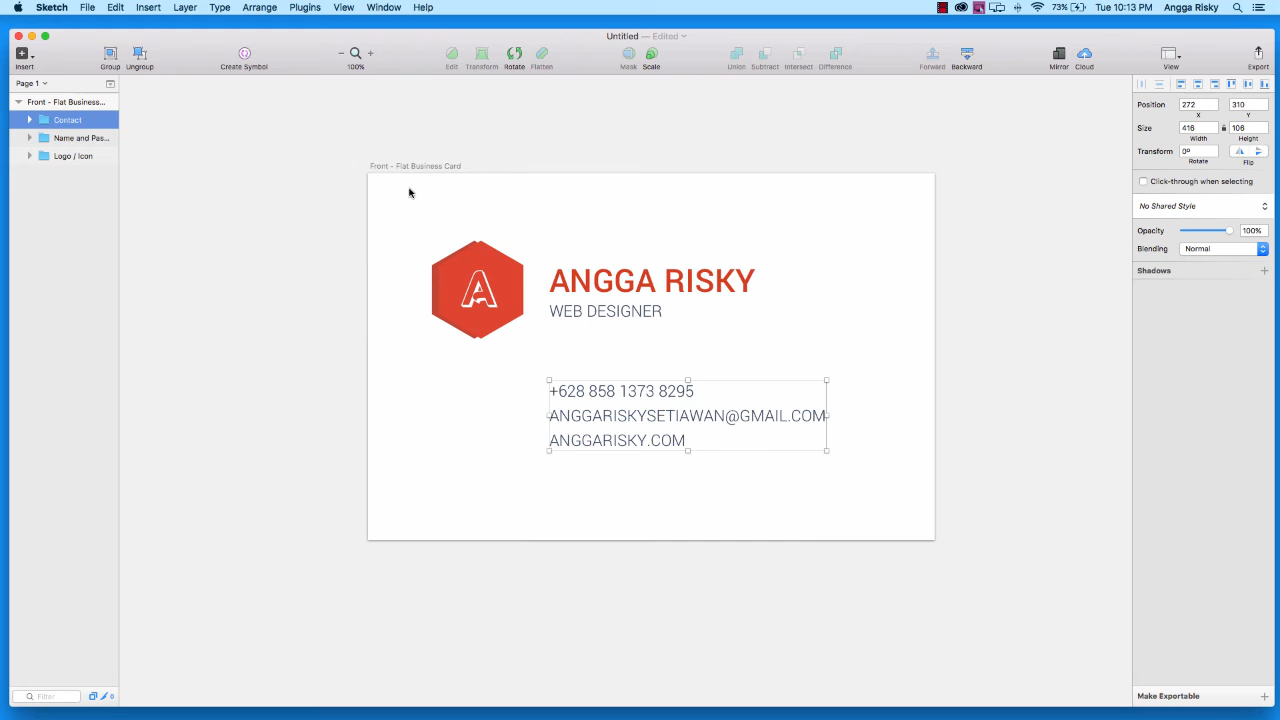 Sketch File Edit Insert Layer Type Arrange Plugins View Window Help 73% Tue 10:13 PM Angga Risky
Untitled — Edited
Insert Group Ungroup Create Symbol 100% Edit Transform Rotate Flatten Mask Scale Union Subtract Intersect Difference Forward Backward Mirror Cloud View Export
Page 1
Front - Flat Business...
Contact
Name and Pas...
Logo / Icon
Filter
0
Front - Flat Business Card
A
ANGGA RISKY
WEB DESIGNER
+628 858 1373 8295
ANGGARISKYSETIAWAN@GMAIL.COM
ANGGARISKY.COM
Position 272 310
X Y
Size 416 106
Width Height
Transform 0º
Rotate Flip
Click-through when selecting
No Shared Style
Opacity 100%
Blending Normal
Shadows
Make Exportable